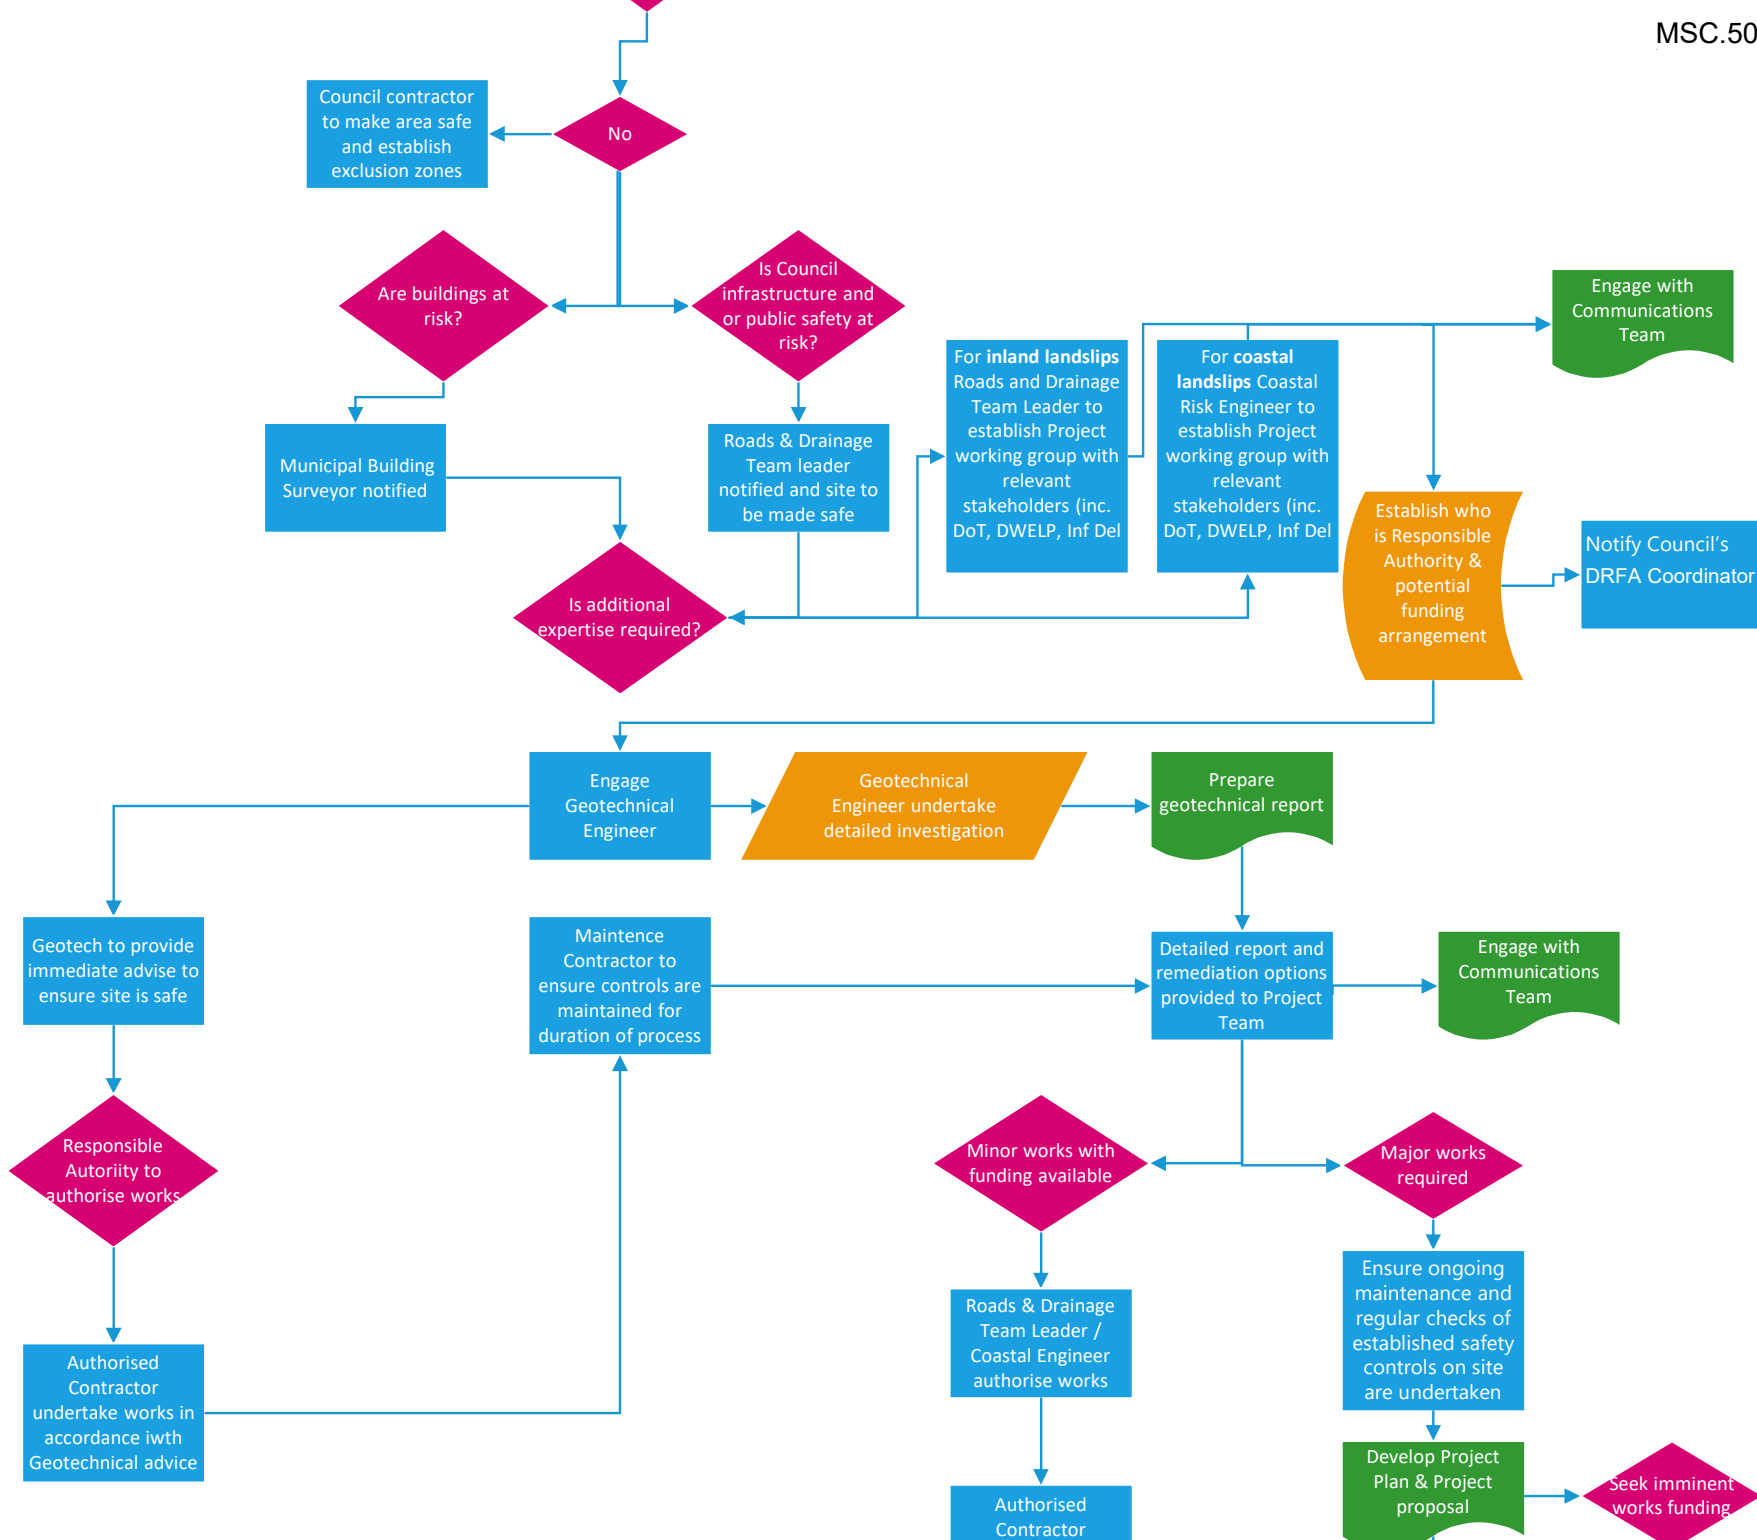 MSC.50
Council contractor
to make area safe
and establish
exclusion zones
No
Are buildings at
risk?
Is Council
infrastructure and
or public safety at
risk?
Engage with
Communications
Team
For inland landslips
Roads and Drainage
Team Leader to
establish Project
working group with
relevant
stakeholders (inc.
DoT, DWELP, Inf Del
For coastal
landslips Coastal
Risk Engineer to
establish Project
working group with
relevant
stakeholders (inc.
DoT, DWELP, Inf Del
Municipal Building
Surveyor notified
Roads & Drainage
Team leader
notified and site to
be made safe
Establish who
is Responsible
Authority &
potential
funding
arrangement
Notify Council's
DRFA Coordinator
Is additional
expertise required?
Engage
Geotechnical
Engineer
Geotechnical
Engineer undertake
detailed investigation
Prepare
geotechnical report
Geotech to provide
immediate advise to
ensure site is safe
Maintence
Contractor to
ensure controls are
maintained for
duration of process
Detailed report and
remediation options
provided to Project
Team
Engage with
Communications
Team
Responsible
Autoriity to
authorise works
Minor works with
funding available
Major works
required
Authorised
Contractor
undertake works in
accordance iwth
Geotechnical advice
Roads & Drainage
Team Leader /
Coastal Engineer
authorise works
Ensure ongoing
maintenance and
regular checks of
established safety
controls on site
are undertaken
Authorised
Contractor
Develop Project
Plan & Project
proposal
Seek imminent
works funding